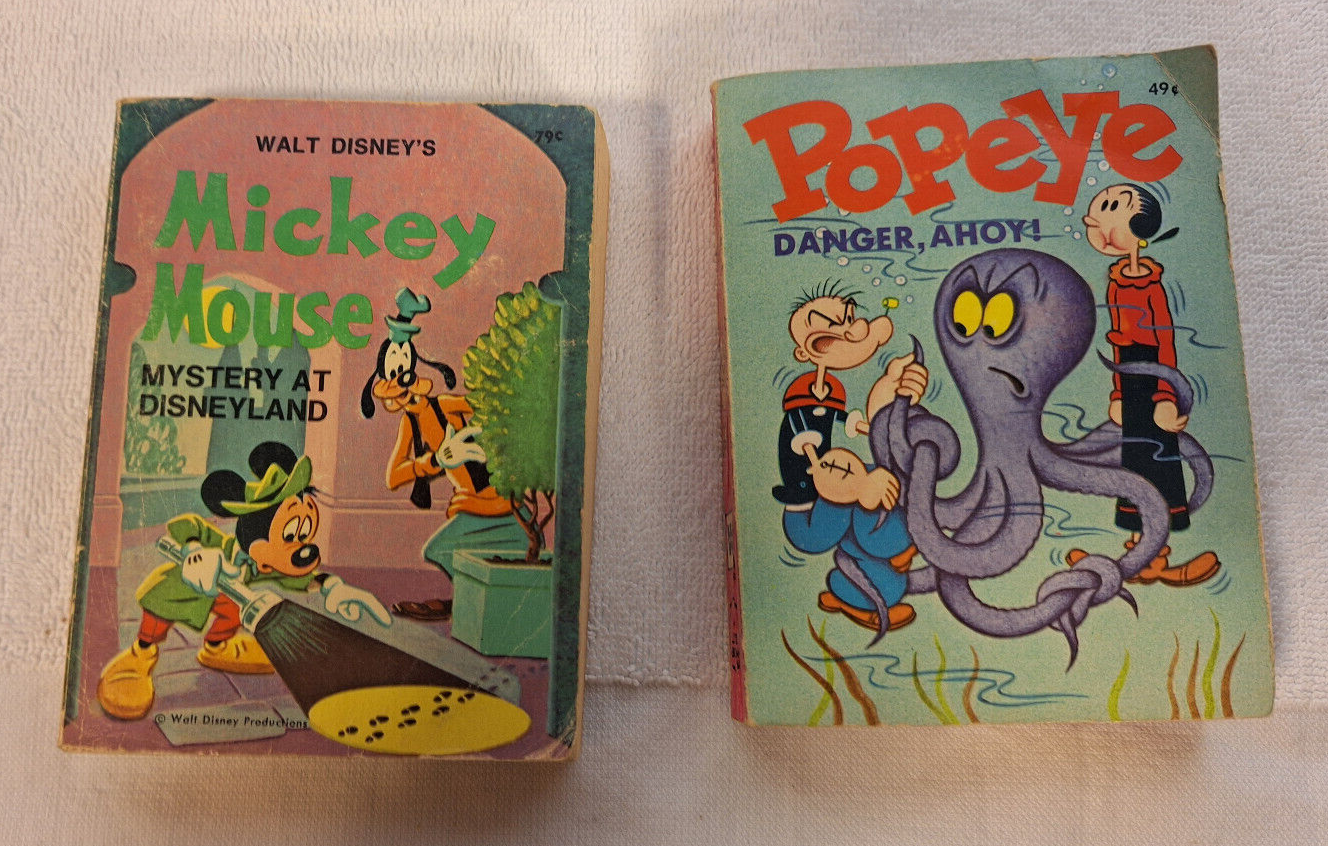 WALT DISNEY'S
79¢
Mickey
Mouse
MYSTERY AT
DISNEYLAND
© Walt Disney Productions
49¢
Popeye
DANGER, AHOY!